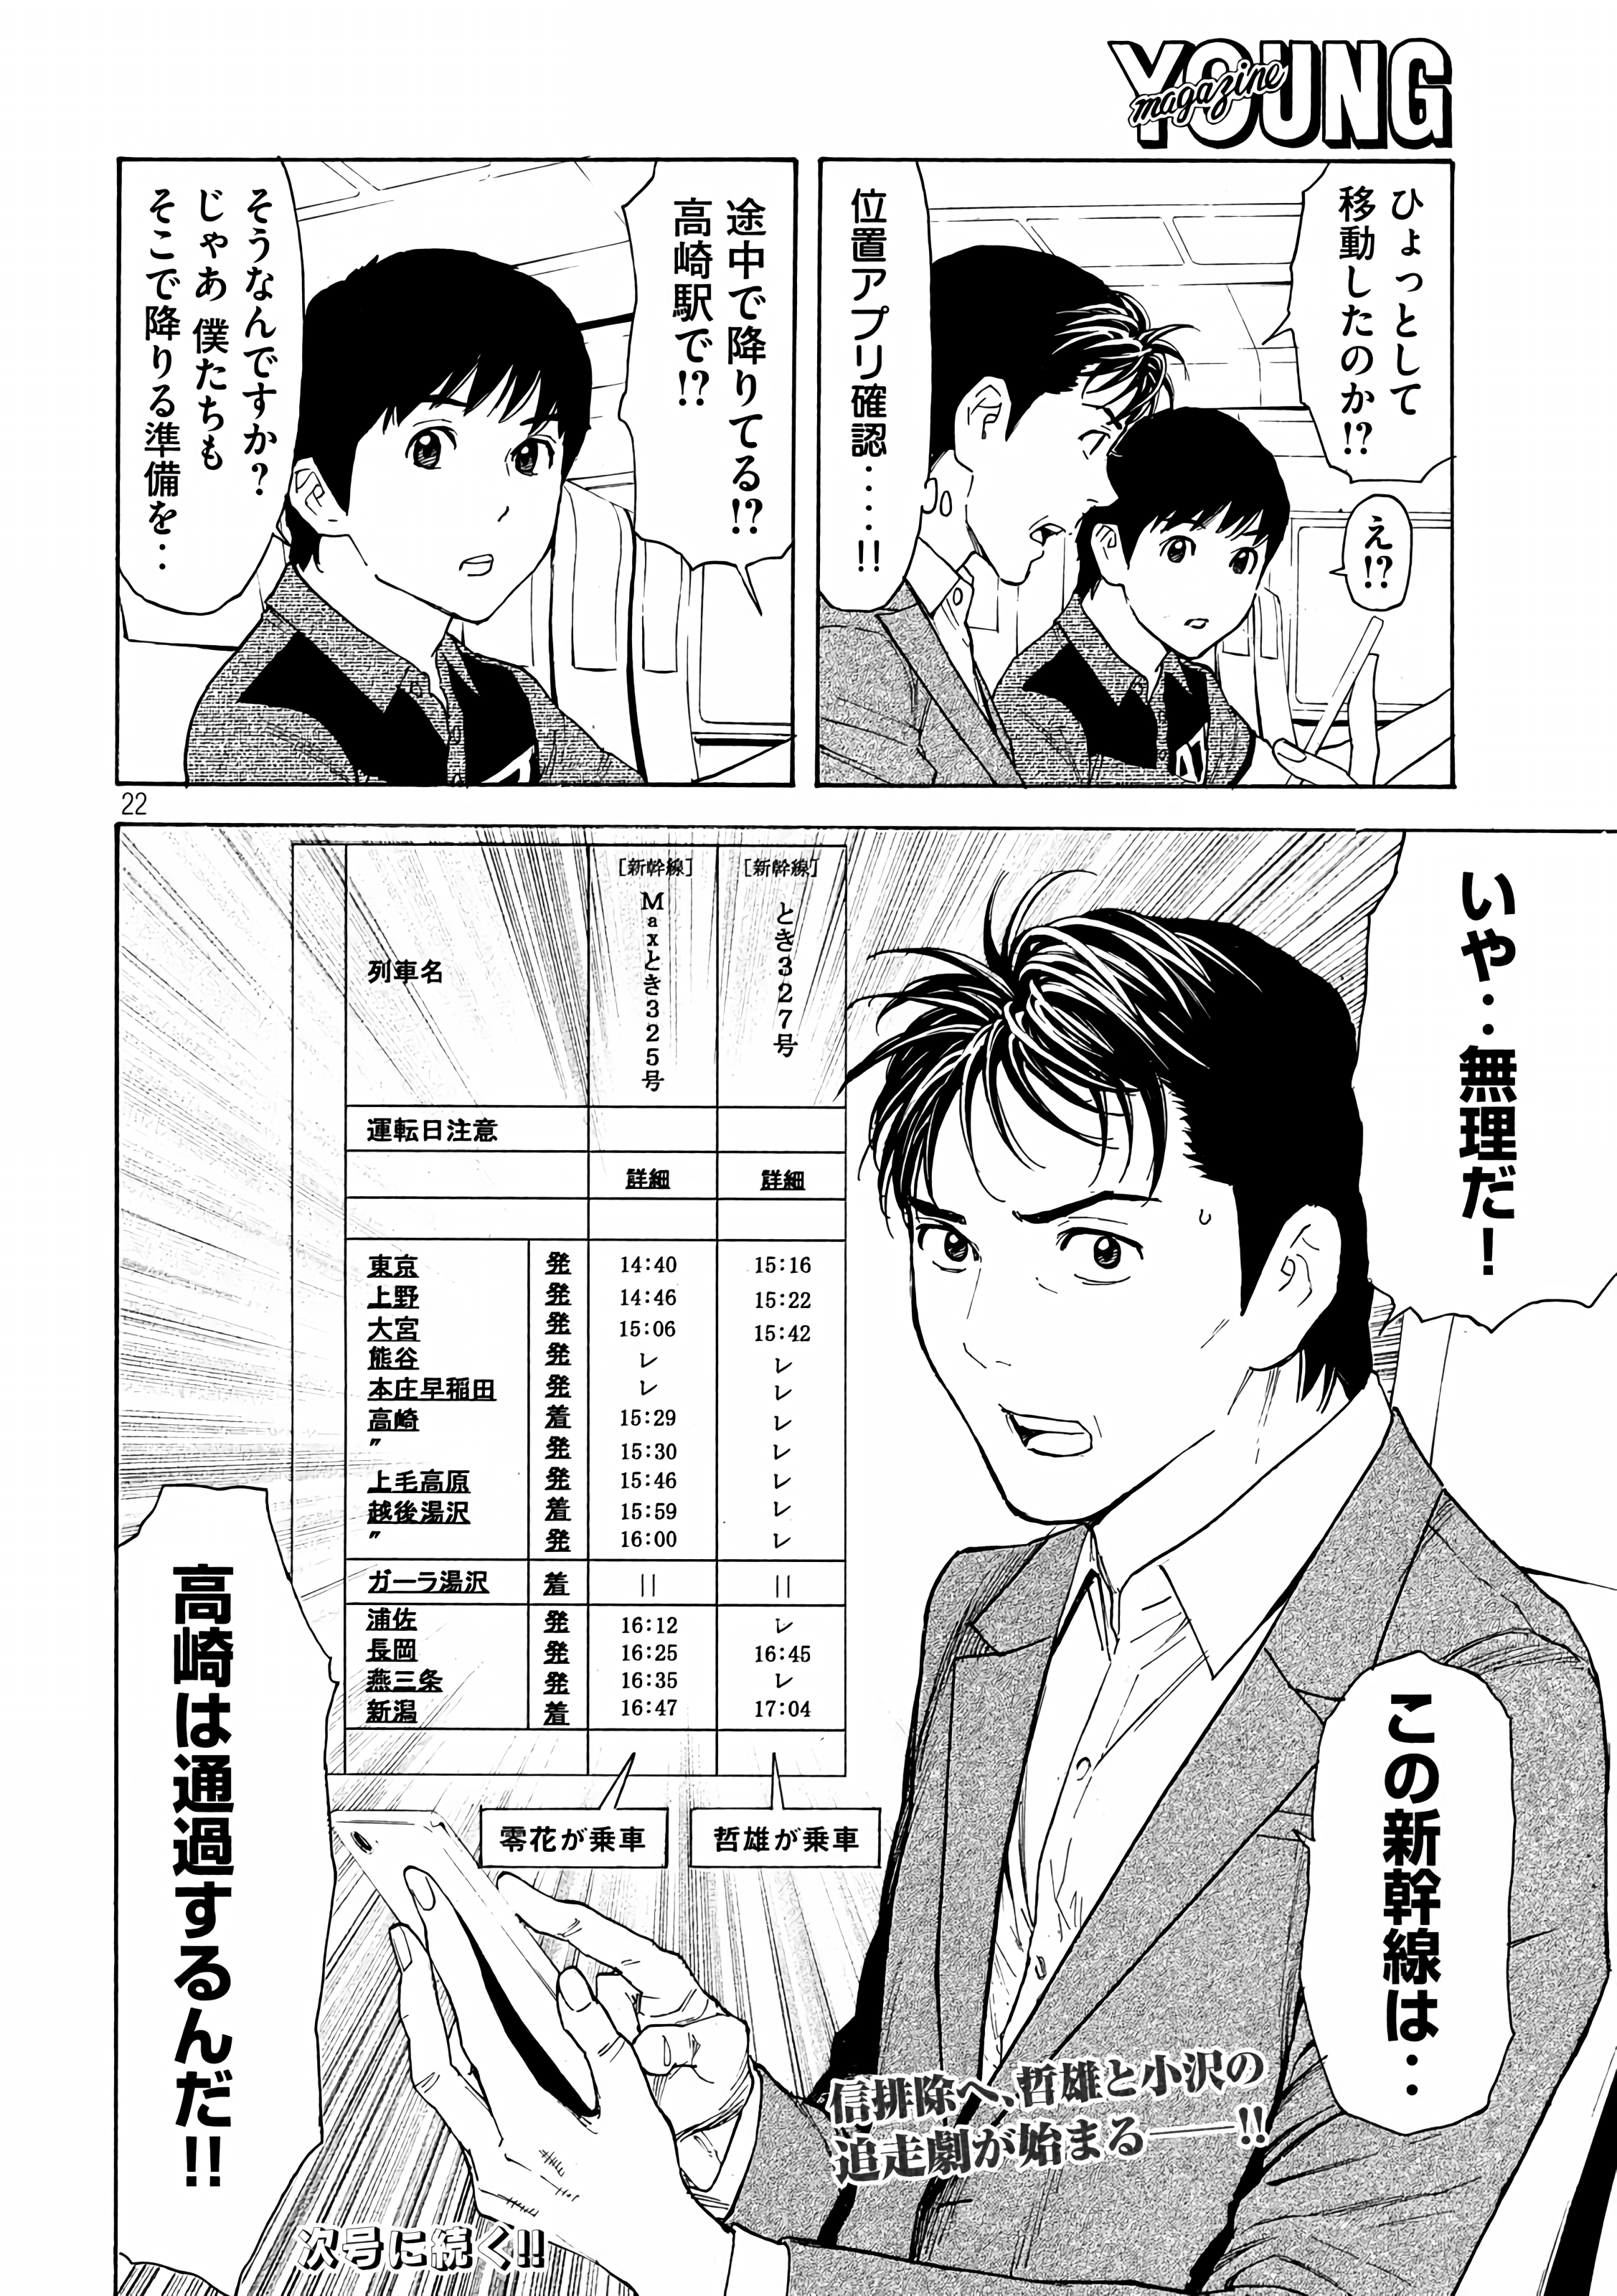 YOUNG
magazine
ひょっとして
移動したのか!?
え!?
位置アプリ確認‥‥!!
途中で降りてる!?
高崎駅で!?
そうなんですか?
じゃあ 僕たちも
そこで降りる準備を‥
22
いや‥無理だ!
列車名 [新幹線] Maxとき325号 [新幹線] とき327号
運転日注意
詳細 詳細
東京 発 14:40 15:16
上野 発 14:46 15:22
大宮 発 15:06 15:42
熊谷 発 レ レ
本庄早稲田 発 レ レ
高崎 着 15:29 レ
〃 発 15:30 レ
上毛高原 発 15:46 レ
越後湯沢 着 15:59 レ
〃 発 16:00 レ
ガーラ湯沢 着 || ||
浦佐 発 16:12 レ
長岡 発 16:25 16:45
燕三条 発 16:35 レ
新潟 着 16:47 17:04
零花が乗車
哲雄が乗車
この新幹線は‥
高崎は通過するんだ!!
信排除へ、哲雄と小沢の
追走劇が始まる――!!
次号に続く!!